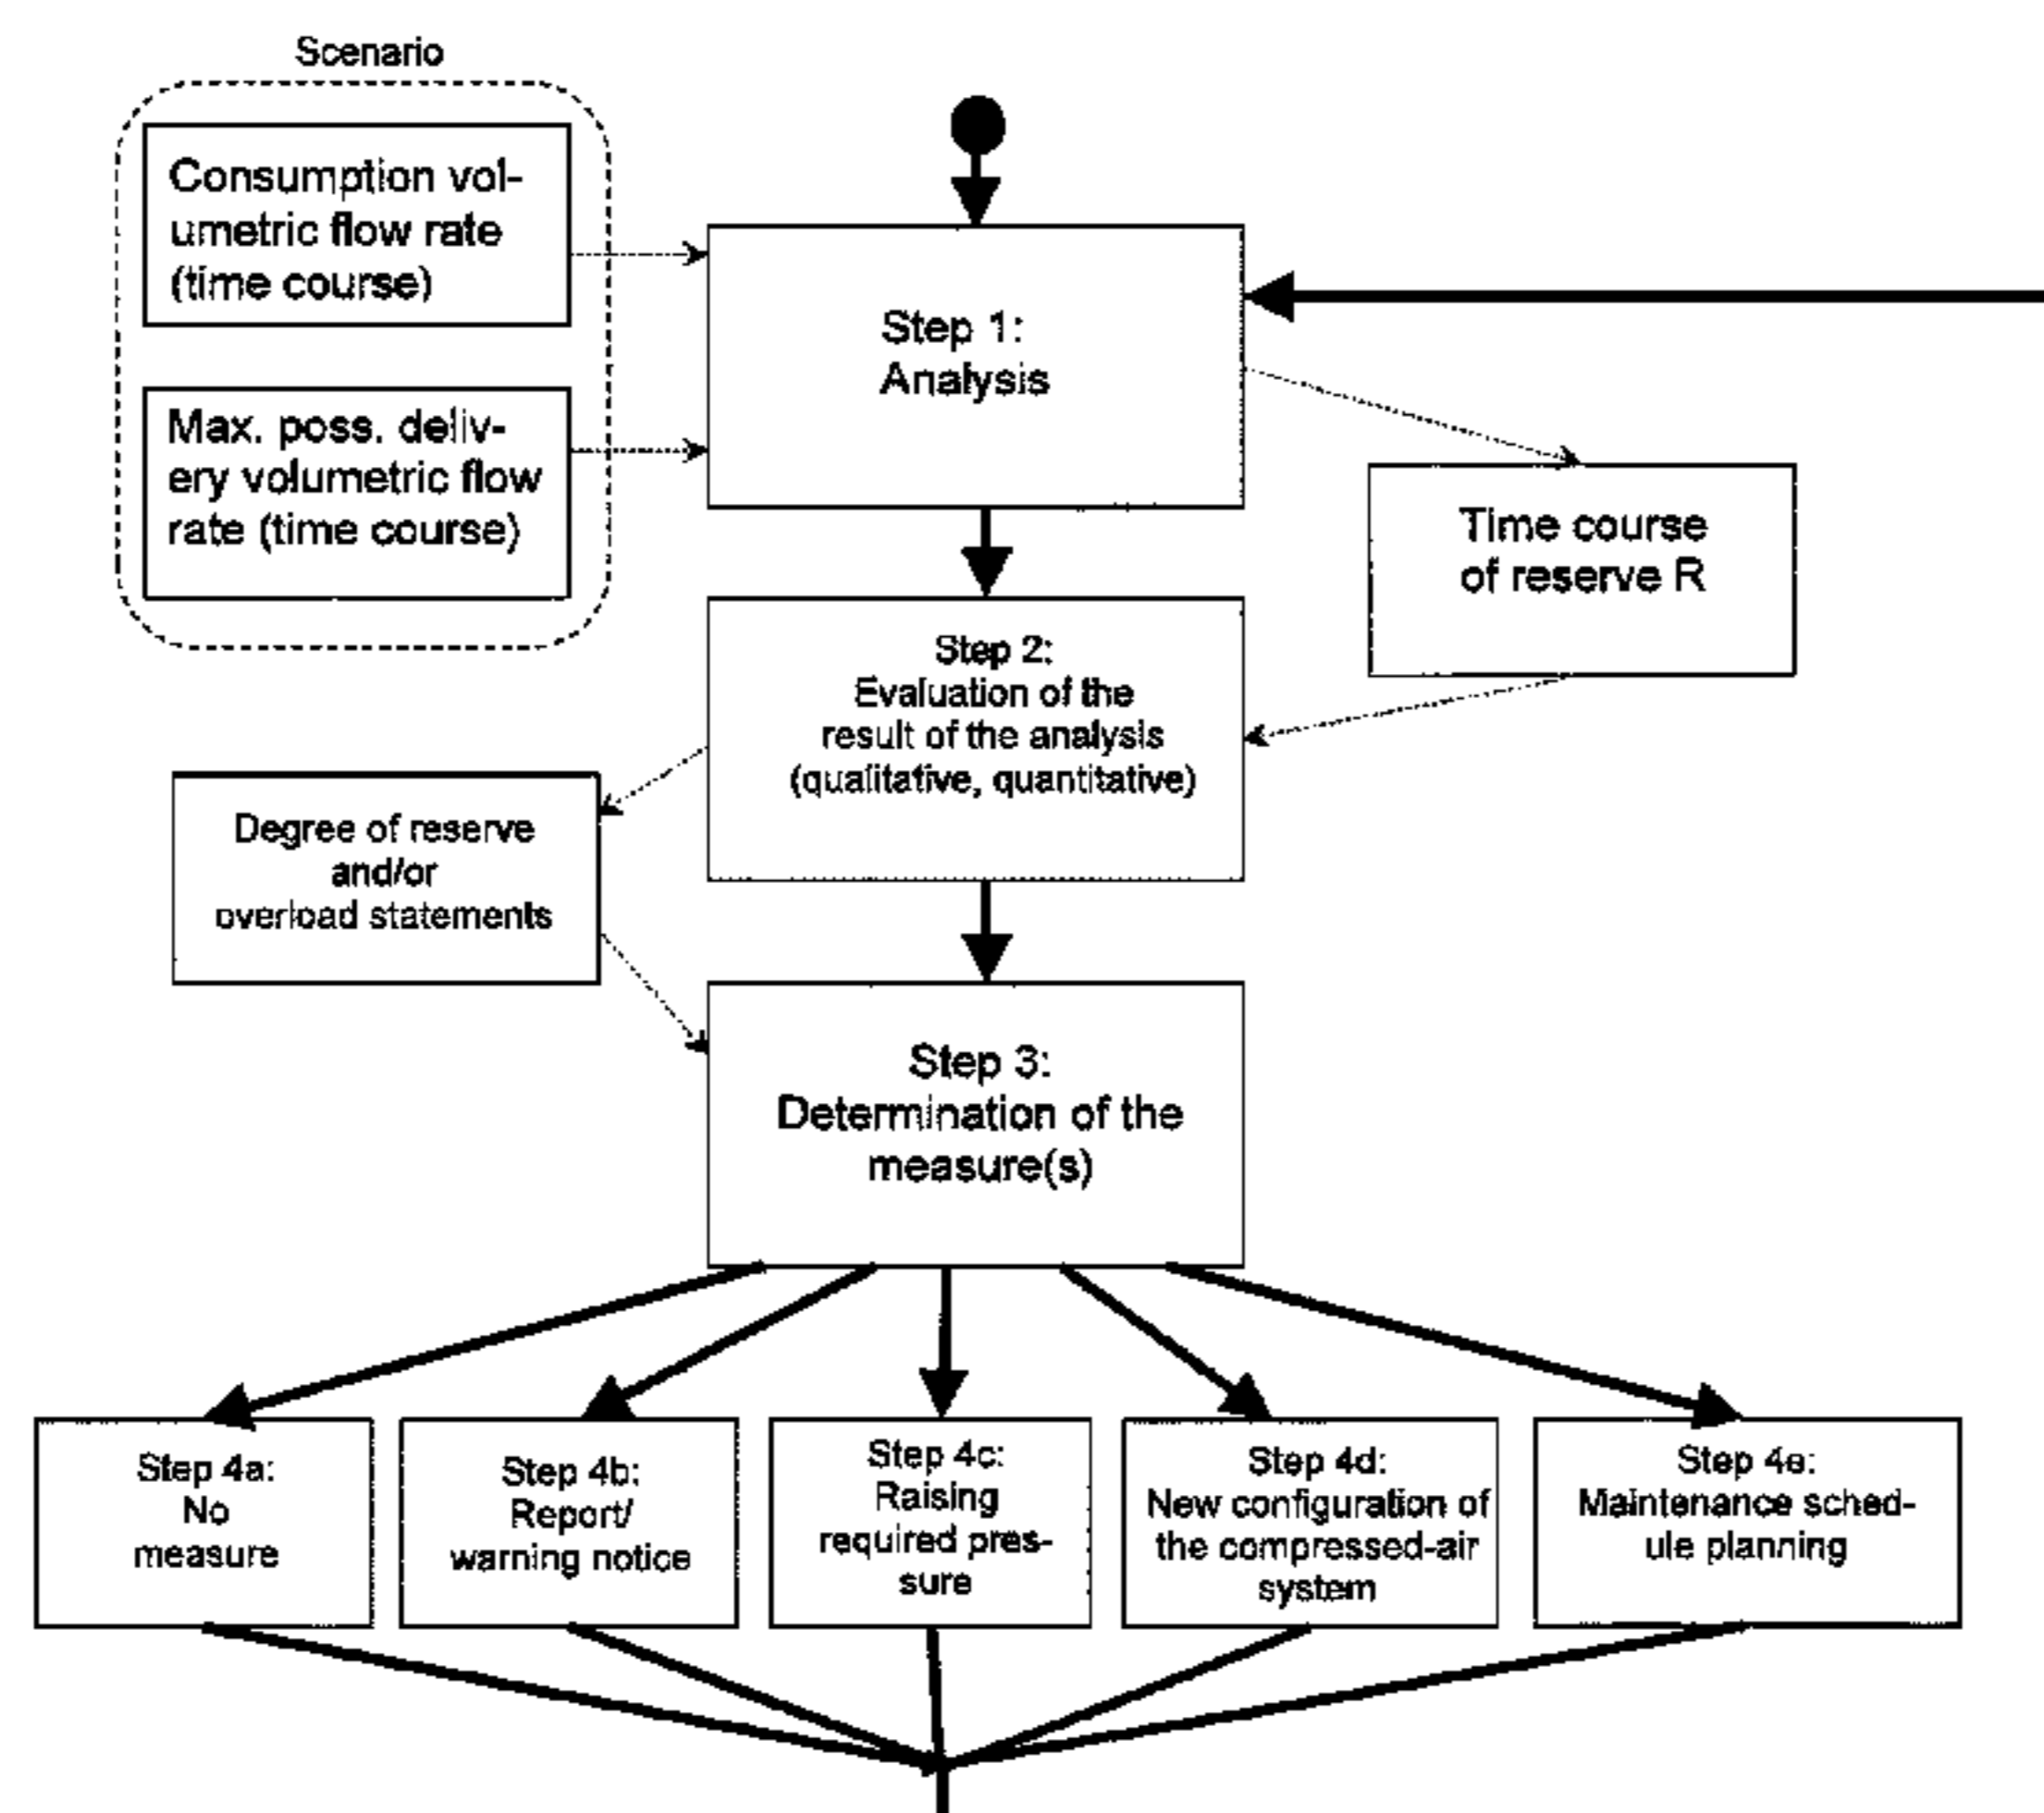 Scenario
Consumption vol-
umetric flow rate
(time course)
Max. poss. deliv-
ery volumetric flow
rate (time course)
Step 1:
Analysis
Time course
of reserve R
Step 2:
Evaluation of the
result of the analysis
(qualitative, quantitative)
Degree of reserve
and/or
overload statements
Step 3:
Determination of the
measure(s)
Step 4a:
No
measure
Step 4b:
Report/
warning notice
Step 4c:
Raising
required pres-
sure
Step 4d:
New configuration of
the compressed-air
system
Step 4e:
Maintenance sched-
ule planning